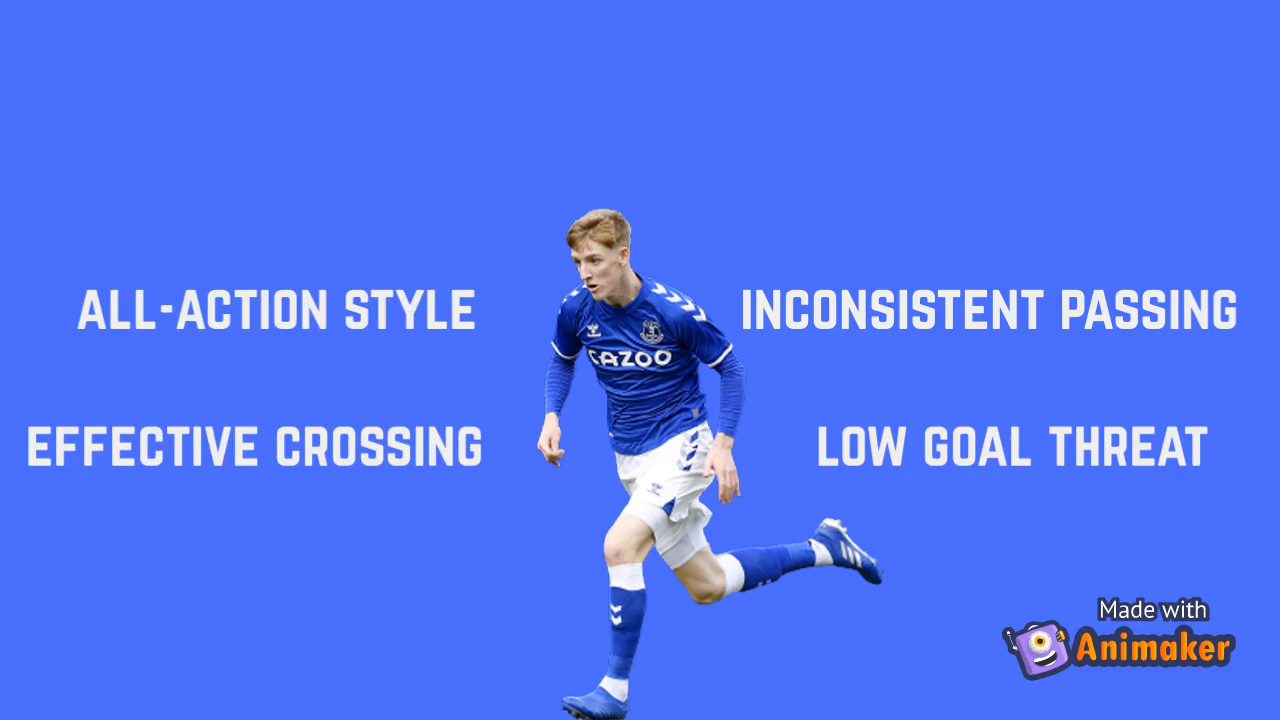 ALL-ACTION STYLE
INCONSISTENT PASSING
CAZOO
EFFECTIVE CROSSING
LOW GOAL THREAT
Made with
Animaker